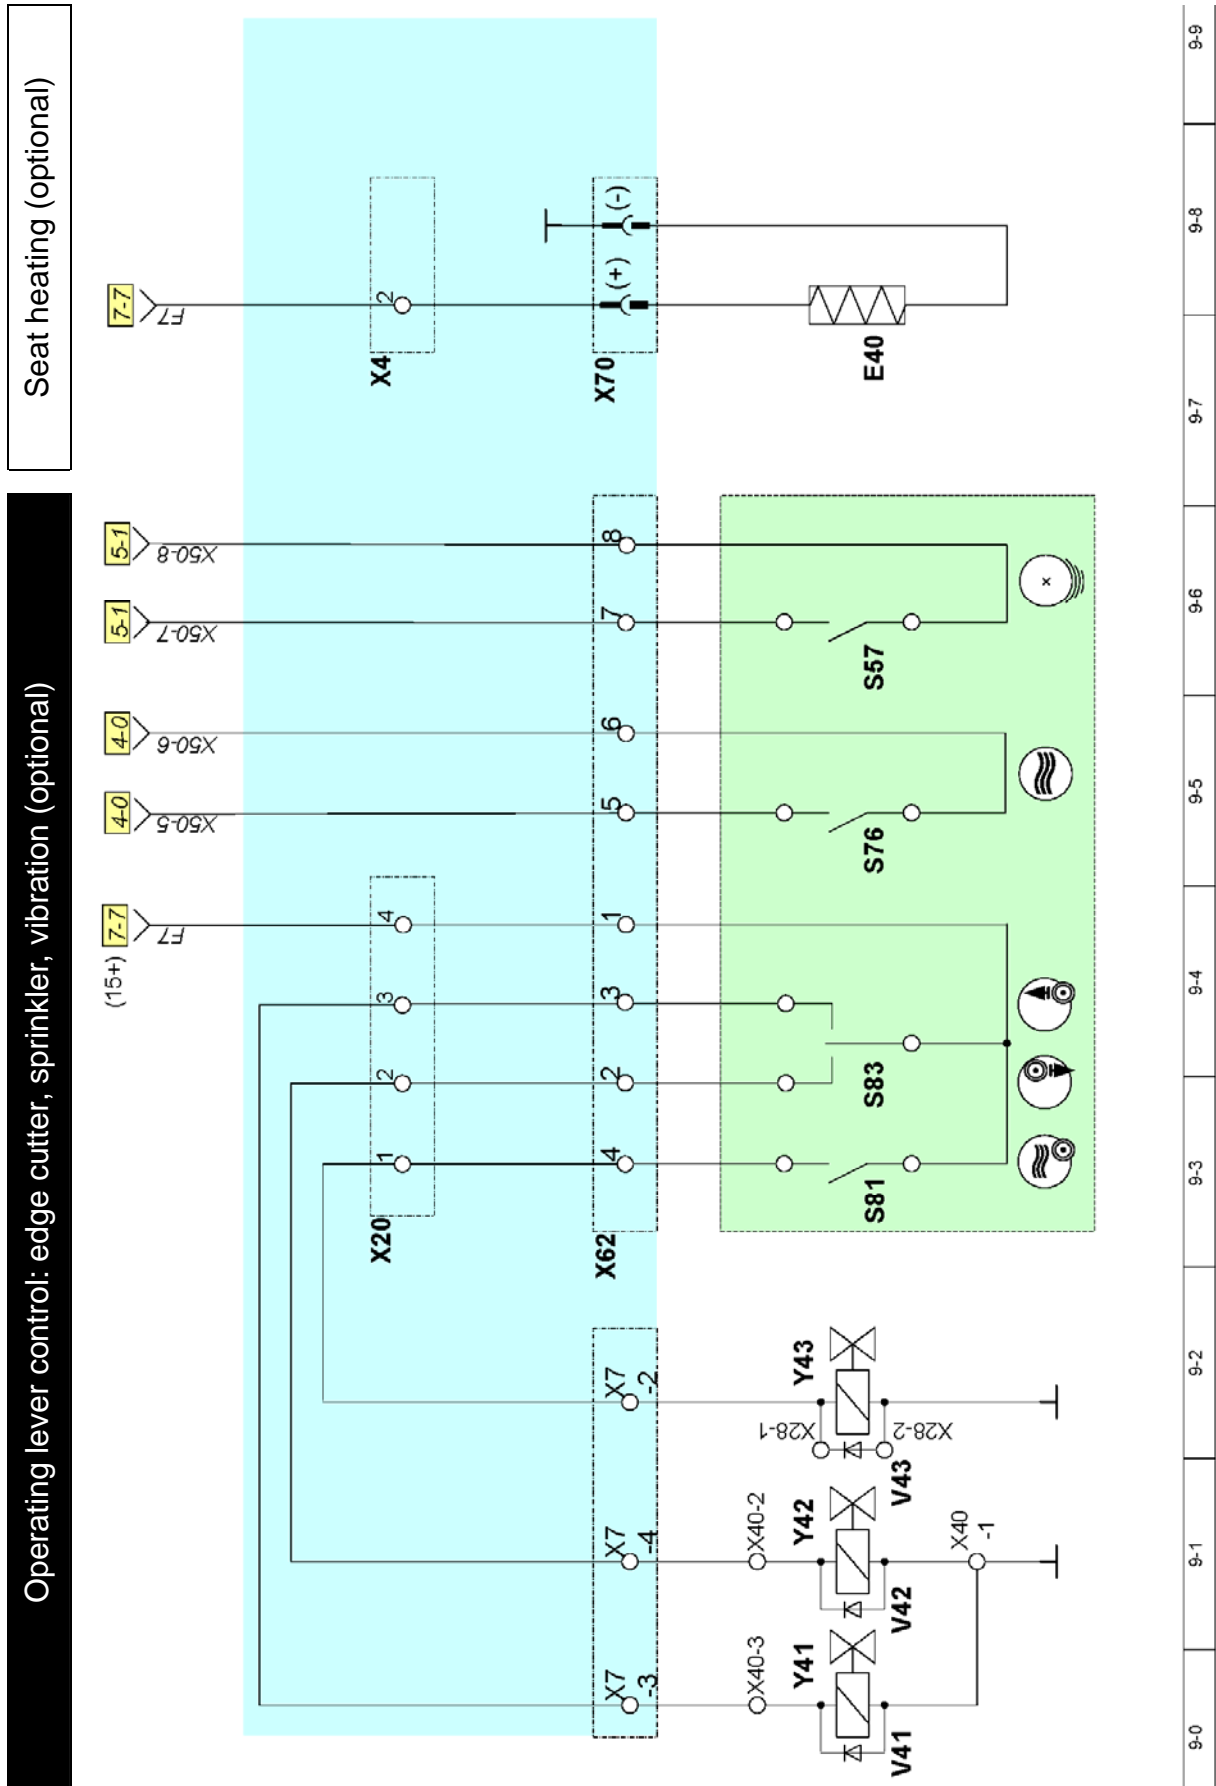 Operating lever control: edge cutter, sprinkler, vibration (optional)
Seat heating (optional)
(15+)
7-7
F7
4-0
X50-5
4-0
X50-6
5-1
X50-7
5-1
X50-8
7-7
F7
X20
1
2
3
4
X4
2
X7
-3
X7
-4
X7
-2
X62
4
2
3
1
5
6
7
8
X70
(+)
(-)
X40-3
X40-2
X28-1
X28-2
Y41
Y42
Y43
V41
V42
V43
X40
-1
S81
S83
S76
S57
E40
9-0
9-1
9-2
9-3
9-4
9-5
9-6
9-7
9-8
9-9